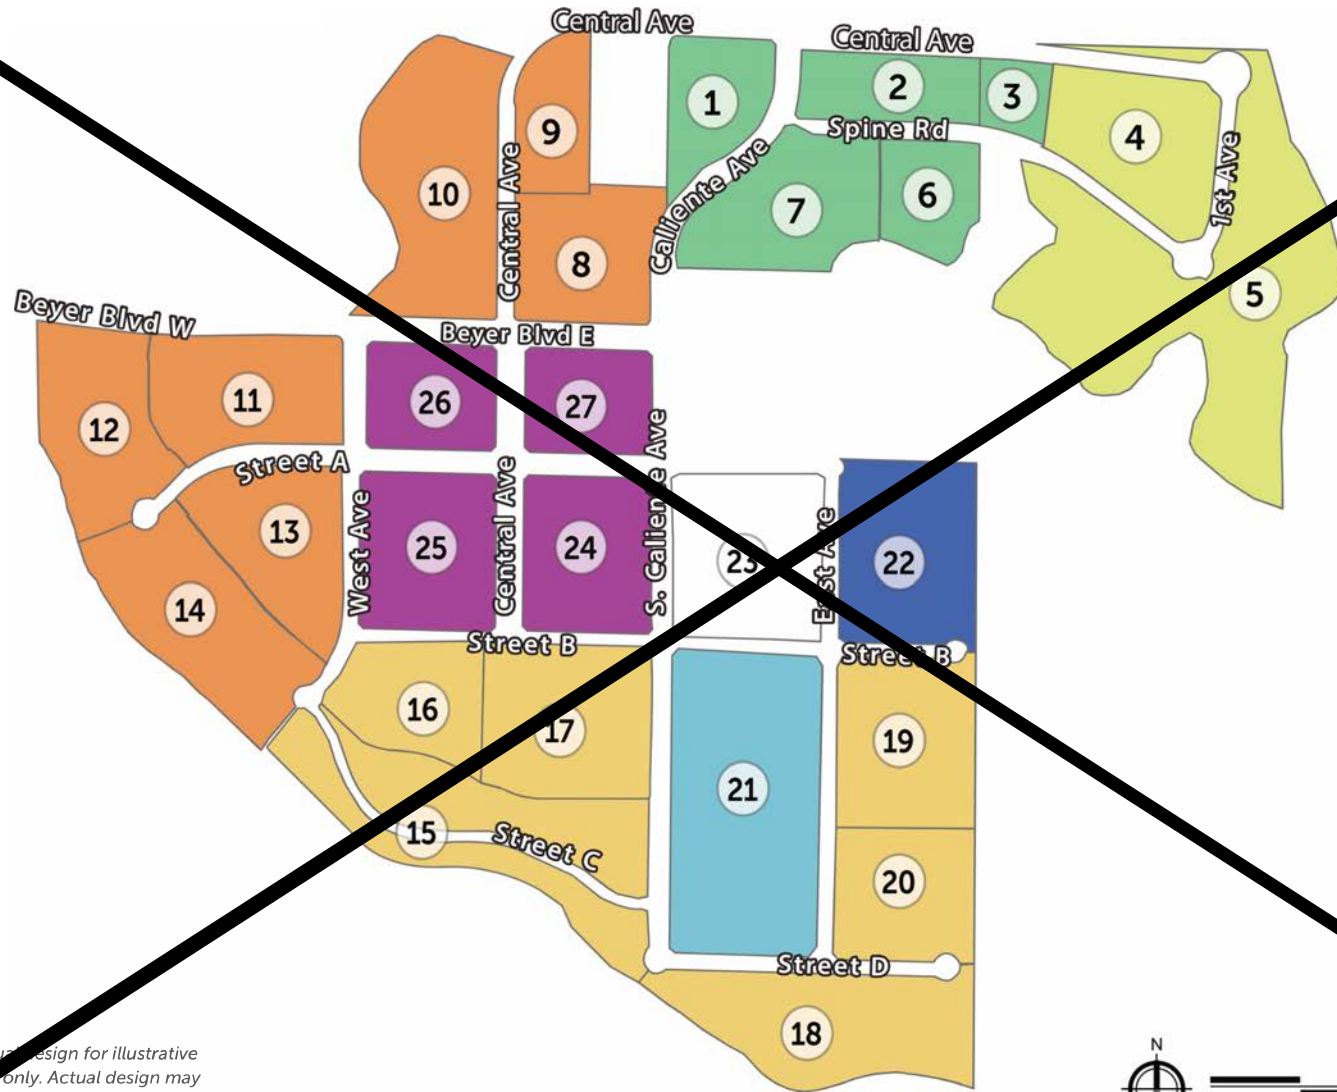 Central Ave
Central Ave
1
2
3
4
Spine Rd
9
10
Central Ave
Caliente Ave
7
6
1st Ave
8
5
Beyer Blvd W
Beyer Blvd E
12
11
26
27
Street A
13
14
West Ave
25
Central Ave
24
S. Caliente Ave
23
East Ave
22
Street B
Street B
16
17
19
21
15
Street C
20
Street D
18
design for illustrative
only. Actual design may
N